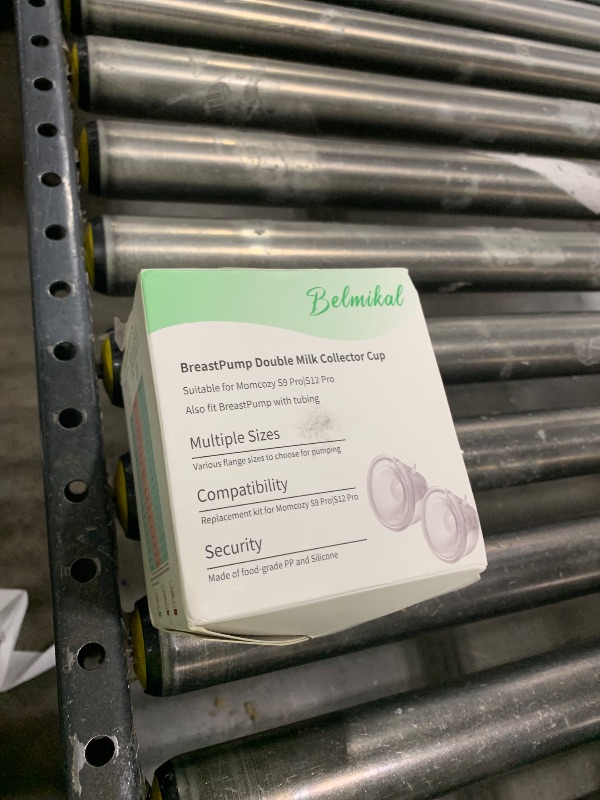 Belmikal
BreastPump Double Milk Collector Cup
Suitable for Momcozy S9 Pro|S12 Pro
Also fit BreastPump with tubing
Multiple Sizes
Various flange sizes to choose for pumping
Compatibility
Replacement kit for Momcozy S9 Pro|S12 Pro
Security
Made of food-grade PP and Silicone